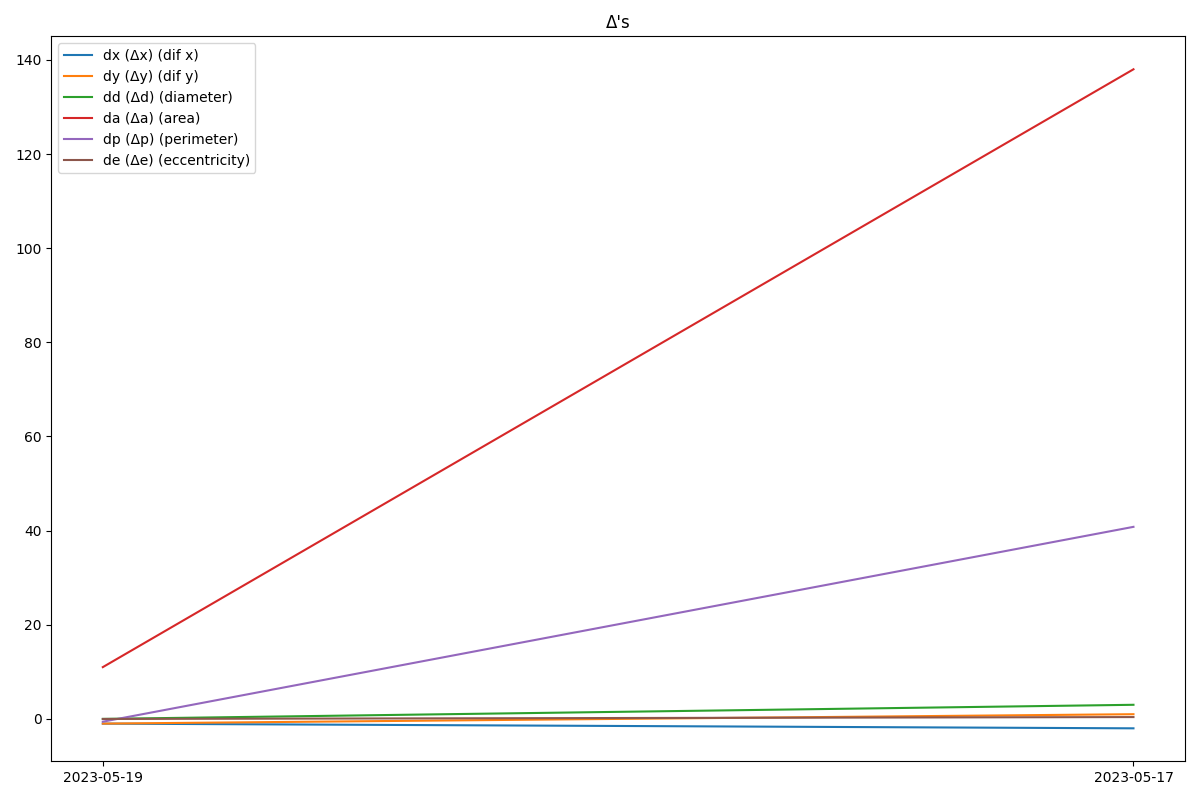 Δ's
dx (Δx) (dif x)
dy (Δy) (dif y)
dd (Δd) (diameter)
da (Δa) (area)
dp (Δp) (perimeter)
de (Δe) (eccentricity)
140
120
100
80
60
40
20
0
2023-05-19
2023-05-17